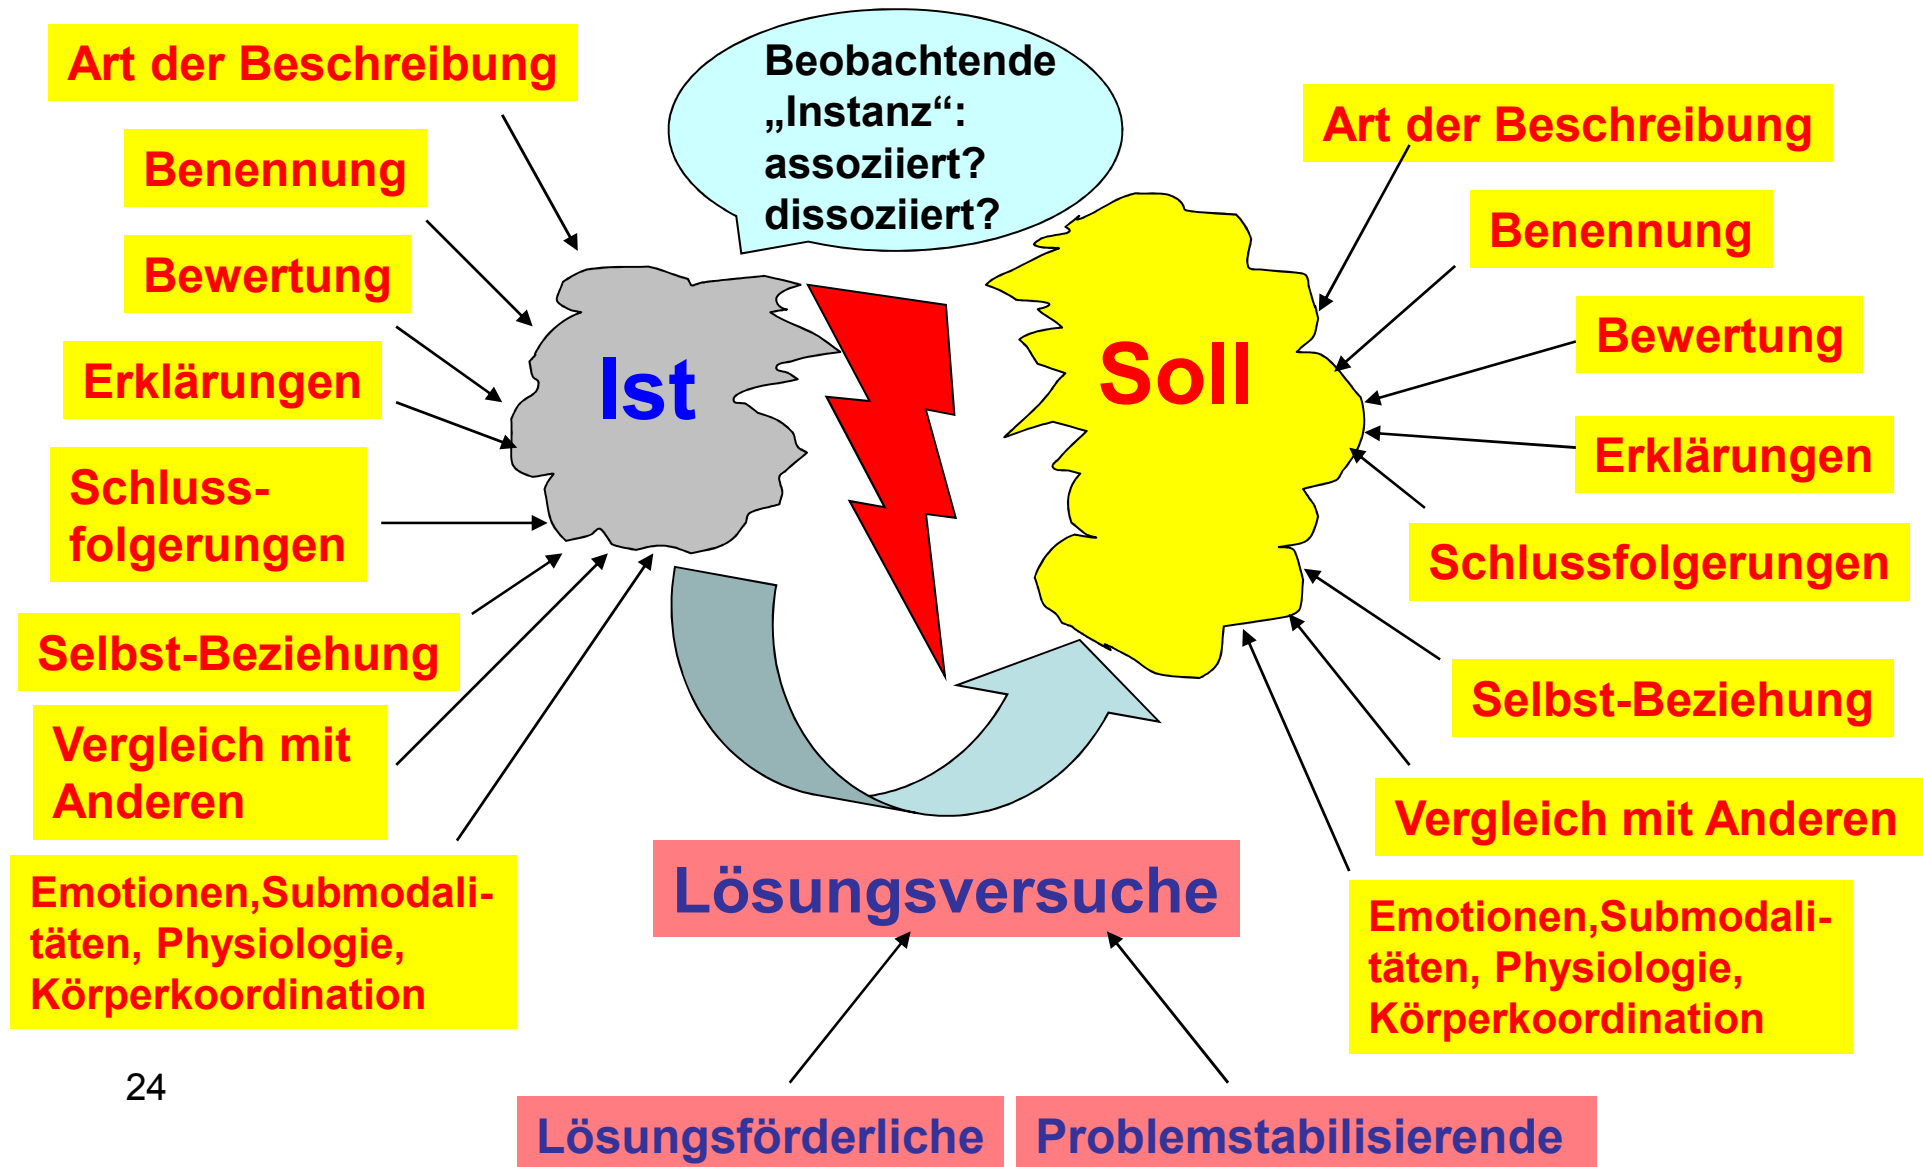 Art der Beschreibung
Benennung
Bewertung
Erklärungen
Schluss-
folgerungen
Selbst-Beziehung
Vergleich mit
Anderen
Emotionen,Submodali-
täten, Physiologie,
Körperkoordination
Beobachtende
„Instanz“:
assoziiert?
dissoziiert?
Ist
Soll
Art der Beschreibung
Benennung
Bewertung
Erklärungen
Schlussfolgerungen
Selbst-Beziehung
Vergleich mit Anderen
Emotionen,Submodali-
täten, Physiologie,
Körperkoordination
Lösungsversuche
Lösungsförderliche
Problemstabilisierende
24